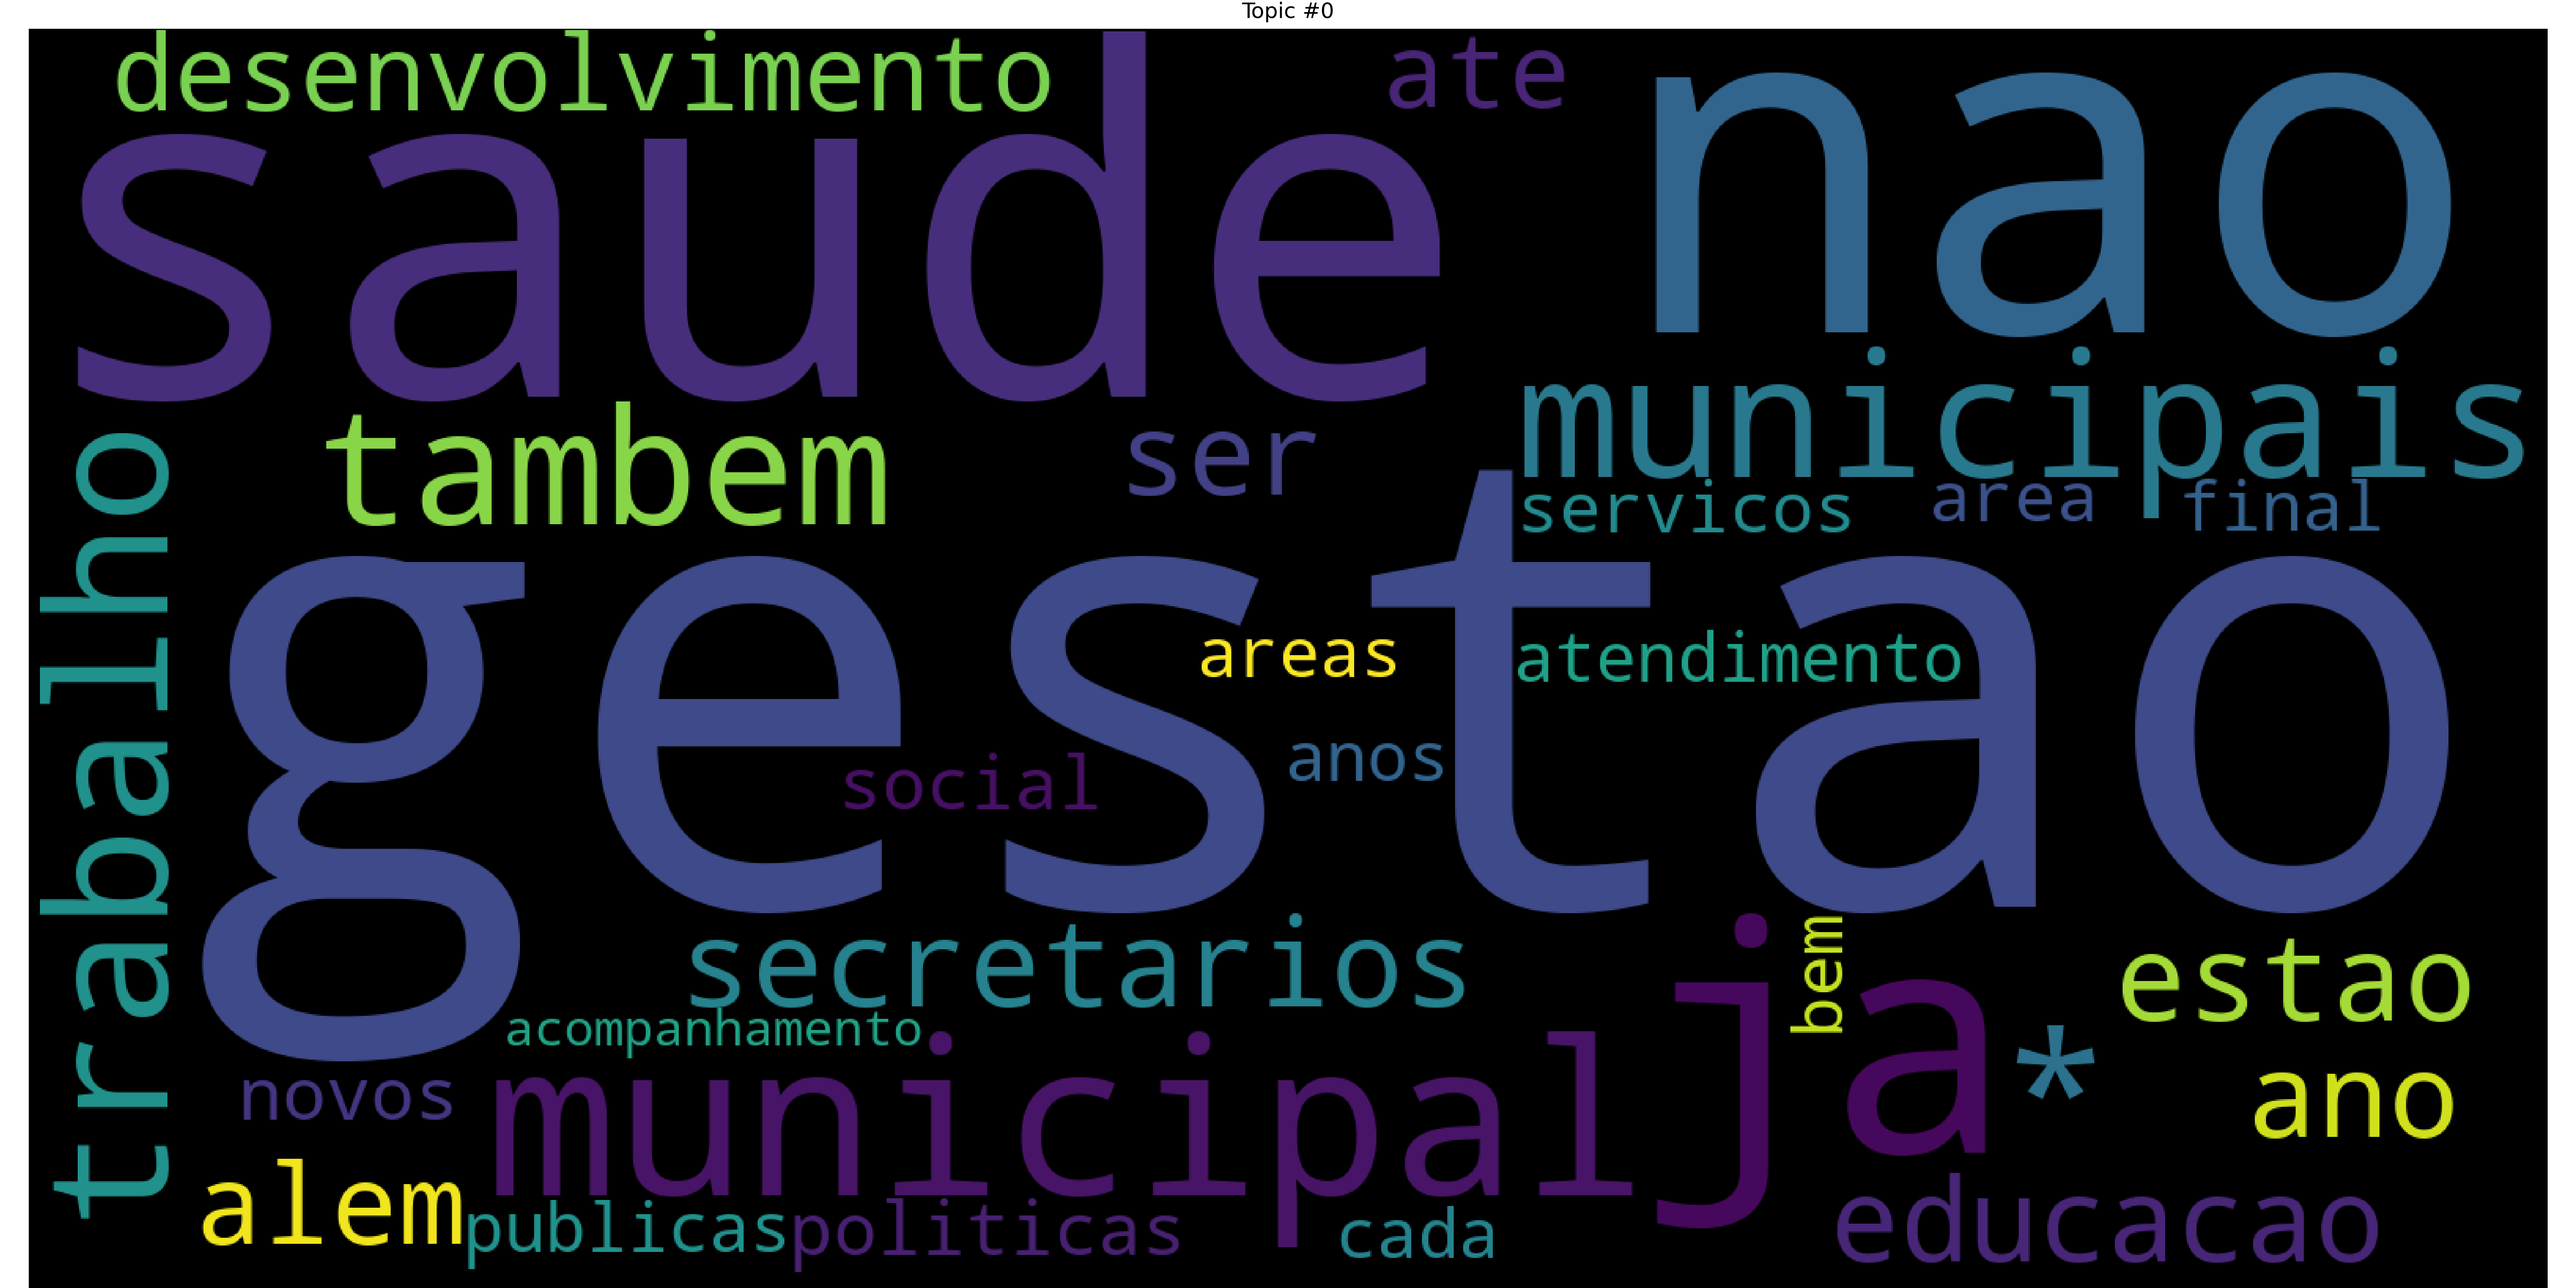 Topic #0
desenvolvimento
ate
saude
nao
municipais
tambem
ser
servicos
area
final
trabalho
gestao
areas
atendimento
anos
social
secretarios
ja
bem
estao
acompanhamento
*
novos
municipal
ano
alem
publicas
politicas
cada
educacao